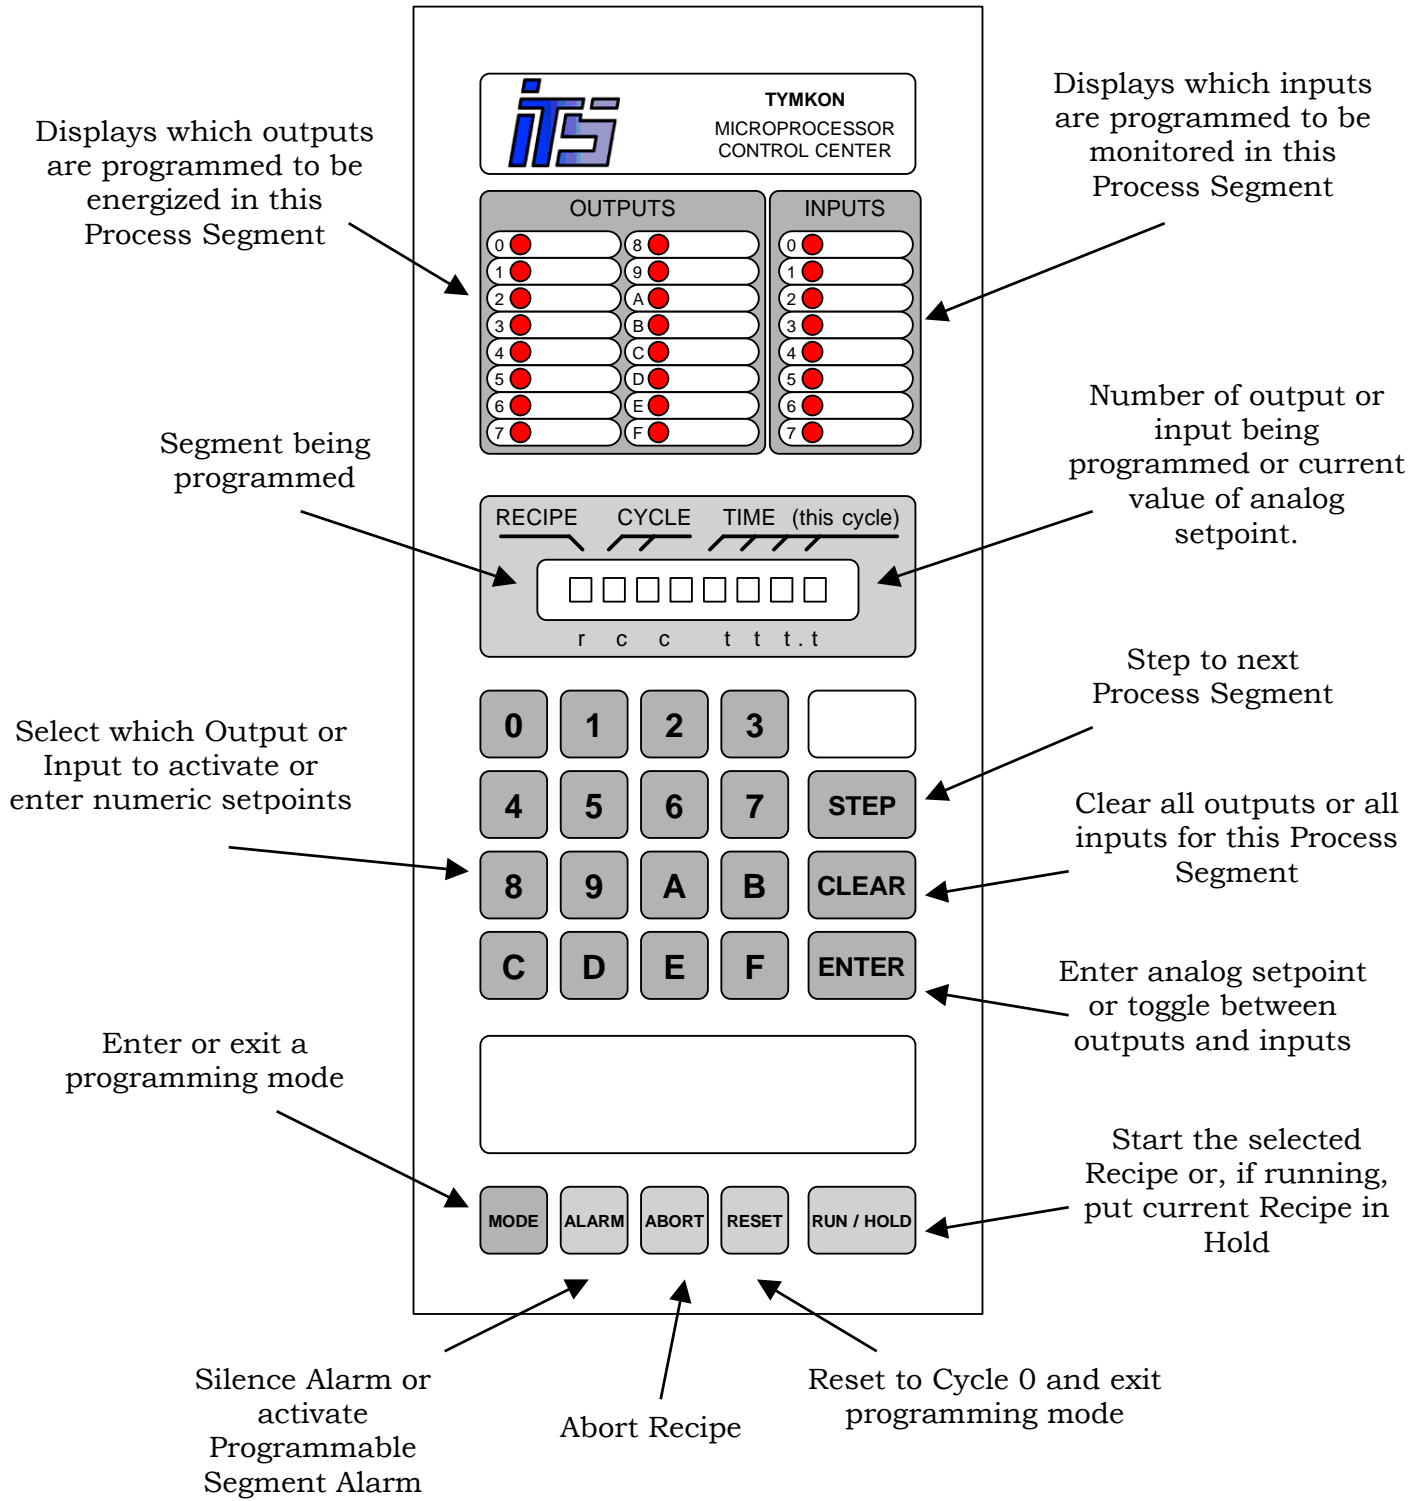 iTS
TYMKON
MICROPROCESSOR
CONTROL CENTER
Displays which outputs
are programmed to be
energized in this
Process Segment
Displays which inputs
are programmed to be
monitored in this
Process Segment
OUTPUTS
INPUTS
0 8 0
1 9 1
2 A 2
3 B 3
4 C 4
5 D 5
6 E 6
7 F 7
Segment being
programmed
Number of output or
input being
programmed or current
value of analog
setpoint.
RECIPE CYCLE TIME (this cycle)
r c c t t t . t
Step to next
Process Segment
Select which Output or
Input to activate or
enter numeric setpoints
0 1 2 3
4 5 6 7 STEP
8 9 A B CLEAR
C D E F ENTER
Clear all outputs or all
inputs for this Process
Segment
Enter analog setpoint
or toggle between
outputs and inputs
Enter or exit a
programming mode
Start the selected
Recipe or, if running,
put current Recipe in
Hold
MODE ALARM ABORT RESET RUN / HOLD
Silence Alarm or
activate
Programmable
Segment Alarm
Abort Recipe
Reset to Cycle 0 and exit
programming mode